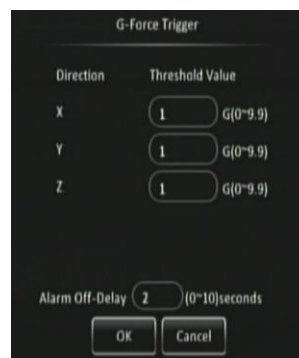 G-Force Trigger
Direction Threshold Value
X 1 G(0~9.9)
Y 1 G(0~9.9)
Z 1 G(0~9.9)
Alarm Off-Delay 2 (0~10)seconds
OK Cancel